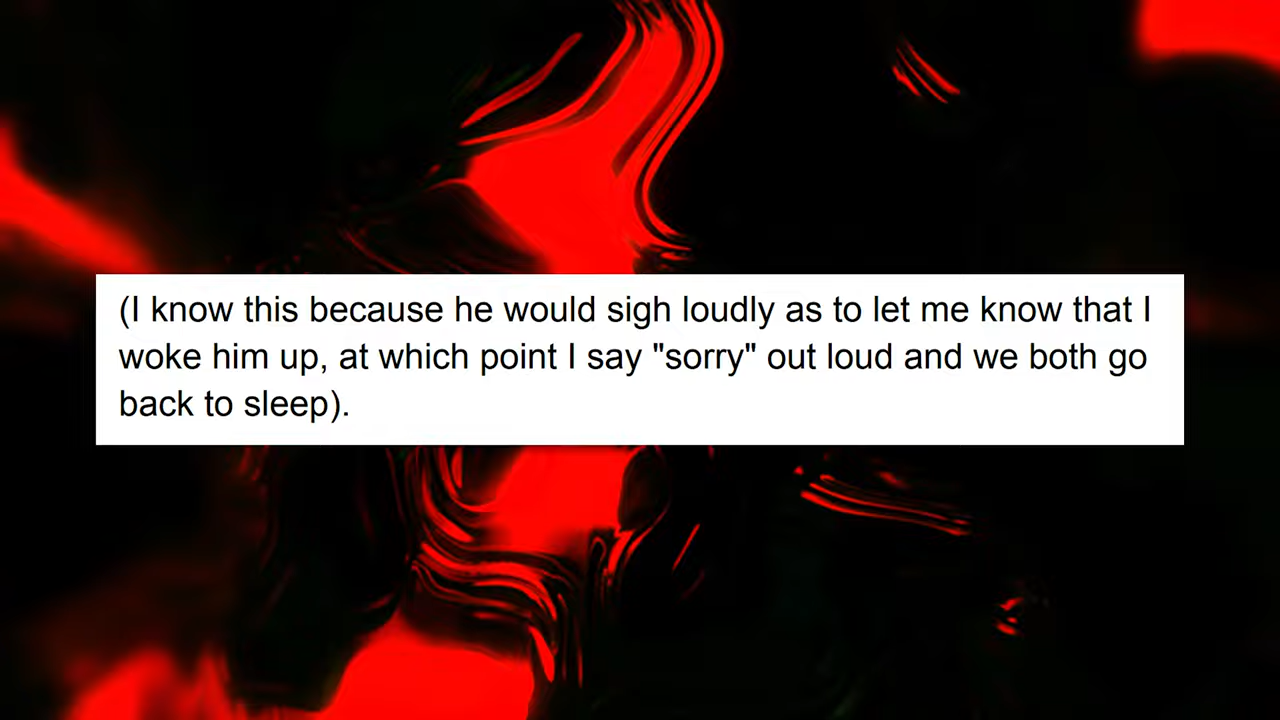 (I know this because he would sigh loudly as to let me know that I
woke him up, at which point I say "sorry" out loud and we both go
back to sleep).